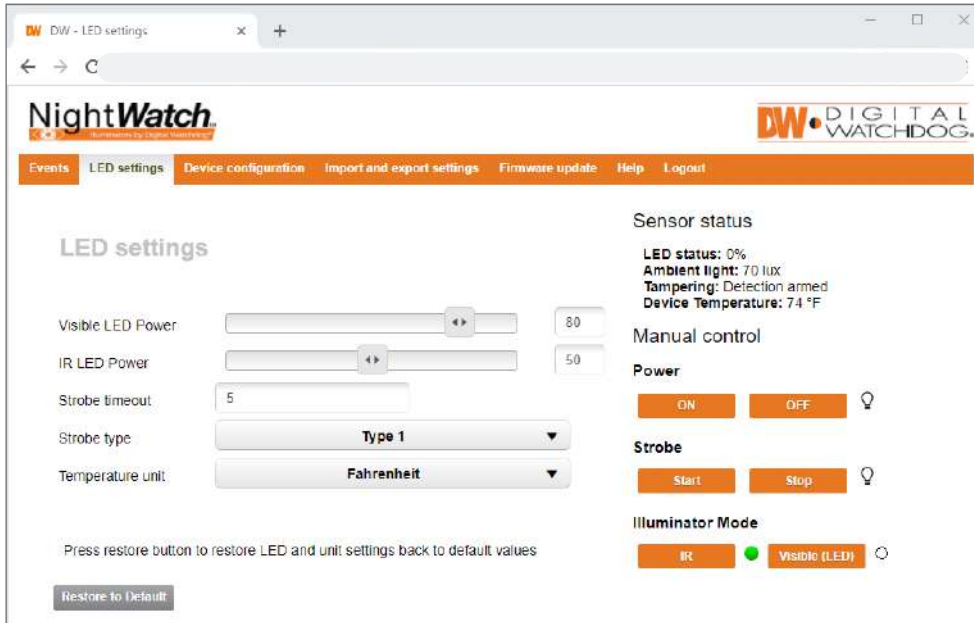 DW DW - LED settings
NightWatch
Illuminators by Digital Watchdog
DW DIGITAL
WATCHDOG
Events LED settings Device configuration Import and export settings Firmware update Help Logout
LED settings
Visible LED Power 80
IR LED Power 50
Strobe timeout 5
Strobe type Type 1
Temperature unit Fahrenheit
Press restore button to restore LED and unit settings back to default values
Restore to Default
Sensor status
LED status: 0%
Ambient light: 70 lux
Tampering: Detection armed
Device Temperature: 74 °F
Manual control
Power
ON OFF
Strobe
Start Stop
Illuminator Mode
IR Visible (LED)